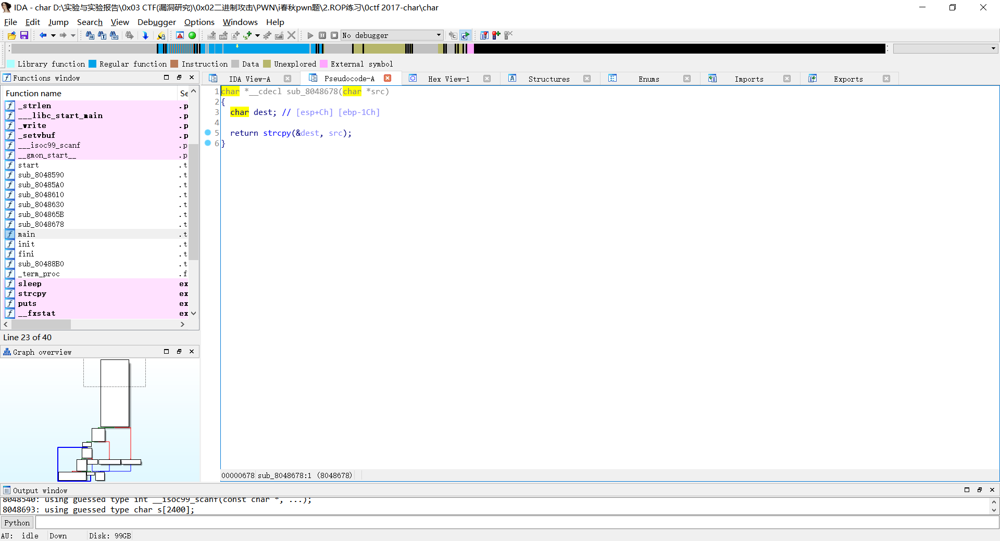 IDA - char D:\实验与实验报告\0x03 CTF(漏洞研究)\0x02二进制攻击\PWN\i春秋pwn题\2.ROP练习\0ctf 2017-char\char
File Edit Jump Search View Debugger Options Windows Help
No debugger
Library function Regular function Instruction Data Unexplored External symbol
Functions window
Function name Se
_strlen .p
___libc_start_main .p
_write .p
_setvbuf .p
___isoc99_scanf .p
__gmon_start__ .p
start .t
sub_8048590 .t
sub_80485A0 .t
sub_8048610 .t
sub_8048630 .t
sub_804865B .t
sub_8048678 .t
main .t
init .t
fini .t
sub_80488B0 .t
_term_proc .f
sleep ex
strcpy ex
puts ex
__fxstat ex
Line 23 of 40
Graph overview
IDA View-A Pseudocode-A Hex View-1 Structures Enums Imports Exports
1 char *__cdecl sub_8048678(char *src)
2 {
3 char dest; // [esp+Ch] [ebp-1Ch]
4
5 return strcpy(&dest, src);
6 }
00000678 sub_8048678:1 (8048678)
Output window
8048540: using guessed type int __isoc99_scanf(const char *, ...);
8048693: using guessed type char s[2400];
Python
AU: idle Down Disk: 99GB